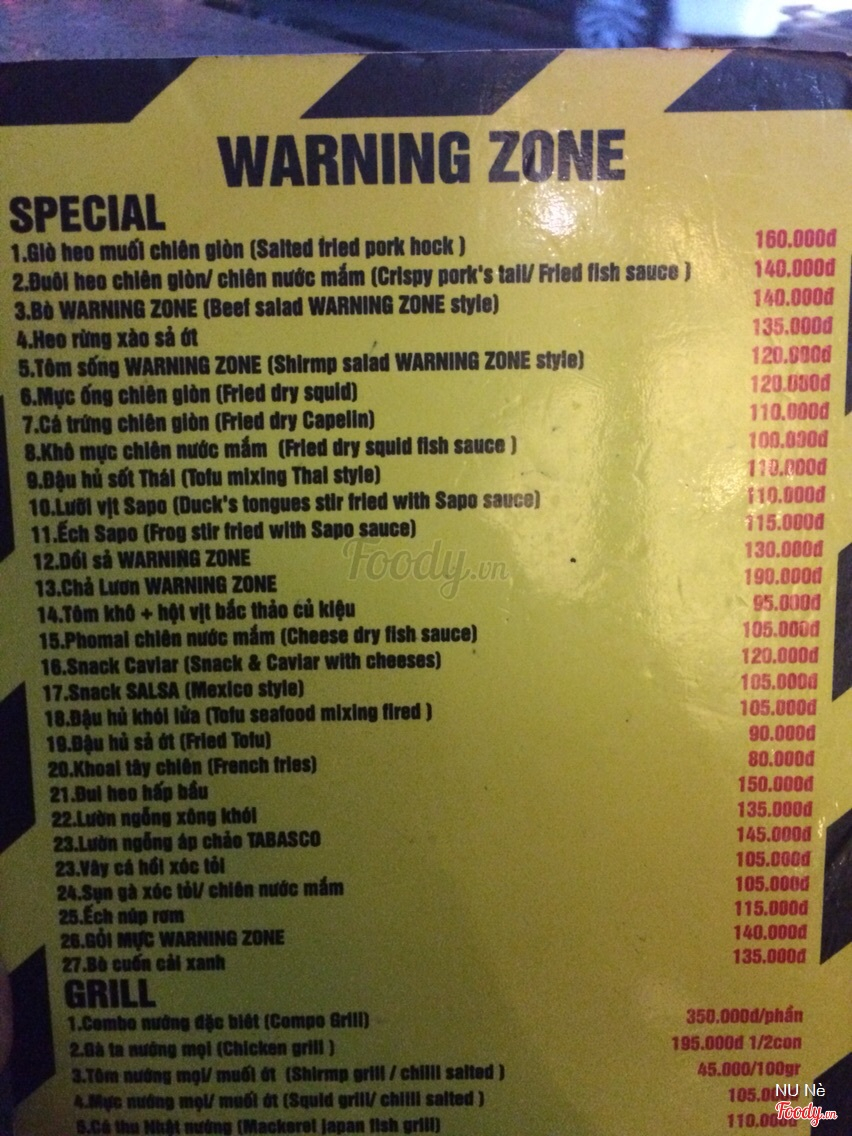 WARNING ZONE
SPECIAL
1.Giò heo muối chiên giòn (Salted fried pork hock ) 160.000đ
2.Đuôi heo chiên giòn/ chiên nước mắm (Crispy pork's tail/ Fried fish sauce ) 140.000đ
3.Bò WARNING ZONE (Beef salad WARNING ZONE style) 140.000đ
4.Heo rừng xào sả ớt 135.000đ
5.Tôm sống WARNING ZONE (Shirmp salad WARNING ZONE style) 120.000đ
6.Mực ống chiên giòn (Fried dry squid) 120.000đ
7.Cá trứng chiên giòn (Fried dry Capelin) 110.000đ
8.Khô mực chiên nước mắm (Fried dry squid fish sauce ) 100.000đ
9.Đậu hủ sốt Thái (Tofu mixing Thai style) 110.000đ
10.Lưỡi vịt Sapo (Duck's tongues stir fried with Sapo sauce) 110.000đ
11.Ếch Sapo (Frog stir fried with Sapo sauce) 115.000đ
12.Dồi sả WARNING ZONE 130.000đ
13.Chả Lươn WARNING ZONE 190.000đ
14.Tôm khô + hột vịt bắc thảo củ kiệu 95.000đ
15.Phomai chiên nước mắm (Cheese dry fish sauce) 105.000đ
16.Snack Caviar (Snack & Caviar with cheeses) 120.000đ
17.Snack SALSA (Mexico style) 105.000đ
18.Đậu hủ khói lửa (Tofu seafood mixing fired ) 105.000đ
19.Đậu hủ sả ớt (Fried Tofu) 90.000đ
20.Khoai tây chiên (French fries) 80.000đ
21.Đui heo hấp bầu 150.000đ
22.Lườn ngỗng xông khói 135.000đ
23.Lườn ngỗng áp chảo TABASCO 145.000đ
23.Vây cá hồi xóc tỏi 105.000đ
24.Sụn gà xóc tỏi/ chiên nước mắm 105.000đ
25.Ếch núp rơm 115.000đ
26.GỎI MỰC WARNING ZONE 140.000đ
27.Bò cuốn cải xanh 135.000đ
GRILL
1.Combo nướng đặc biêt (Compo Grill) 350.000đ/phần
2.Gà ta nướng mọi (Chicken grill ) 195.000đ 1/2con
3.Tôm nướng mọi/ muối ớt (Shirmp grill / chilli salted ) 45.000/100gr
4.Mực nướng mọi/ muối ớt (Squid grill/ chilli salted ) 105.0
5.Cá thu Nhật nướng (Mackerel japan fish grill) 110.000đ
Foody.vn
NU Nè
Foody.vn